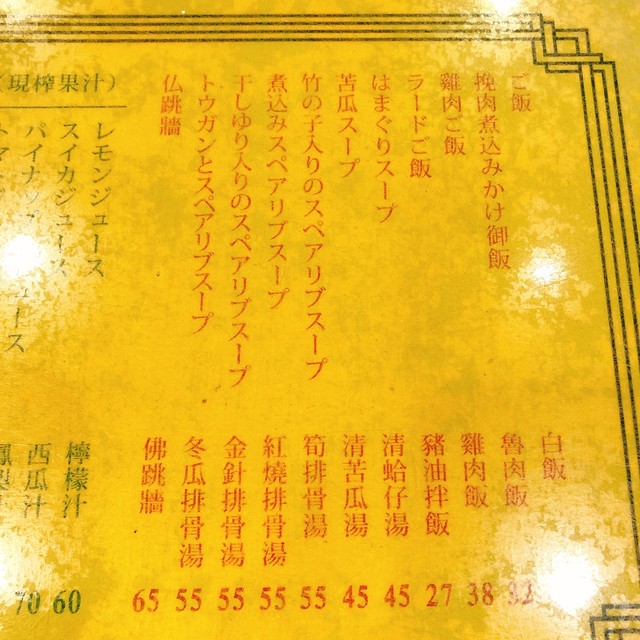 ご飯 白飯
挽肉煮込みかけ御飯 魯肉飯 32
雞肉ご飯 雞肉飯 38
ラードご飯 豬油拌飯 27
はまぐりスープ 清蛤仔湯 45
苦瓜スープ 清苦瓜湯 45
竹の子入りのスペアリブスープ 筍排骨湯 55
煮込みスペアリブスープ 紅燒排骨湯 55
干しゆり入りのスペアリブスープ 金針排骨湯 55
トウガンとスペアリブスープ 冬瓜排骨湯 55
仏跳牆 佛跳牆 65
(現榨果汁)
レモンジュース 檸檬汁 60
スイカジュース 西瓜汁 70